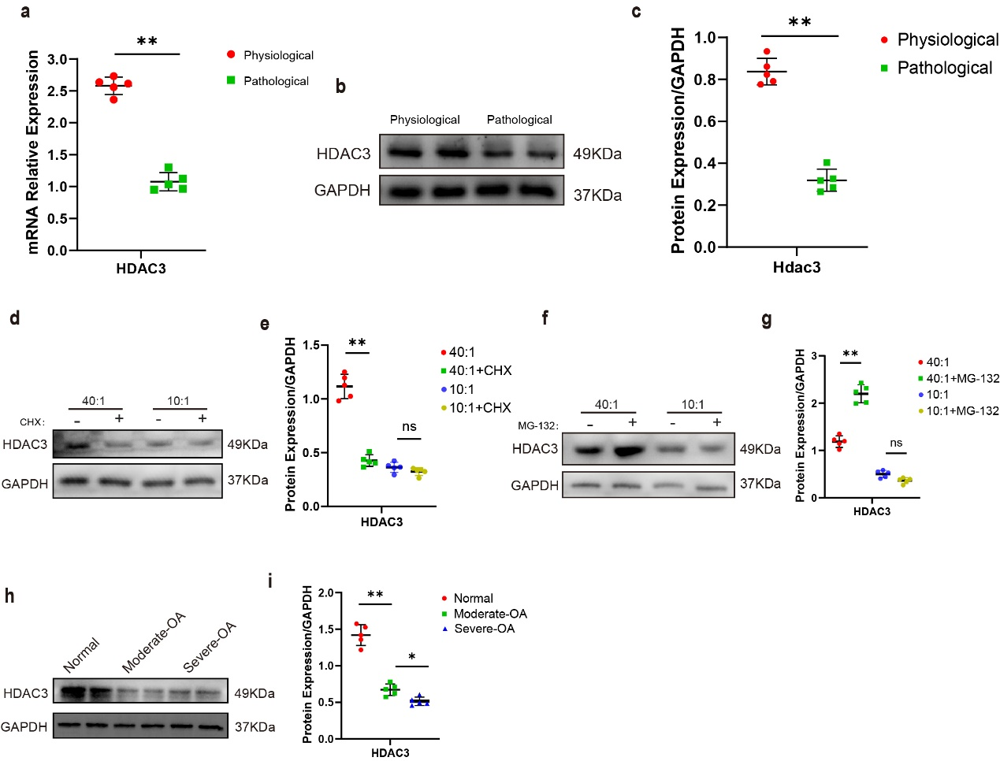 a
**
3.0
2.5
2.0
1.5
1.0
0.5
0.0
mRNA Relative Expression
HDAC3
Physiological
Pathological
b
Physiological Pathological
HDAC3 49KDa
GAPDH 37KDa
c
**
1.0
0.8
0.6
0.4
0.2
0.0
Protein Expression/GAPDH
Hdac3
Physiological
Pathological
d
40:1 10:1
CHX: - + - +
HDAC3 49KDa
GAPDH 37KDa
e
**
ns
1.5
1.0
0.5
0.0
Protein Expression/GAPDH
HDAC3
40:1
40:1+CHX
10:1
10:1+CHX
f
40:1 10:1
MG-132: - + - +
HDAC3 49KDa
GAPDH 37KDa
g
**
ns
3
2
1
0
Protein Expression/GAPDH
HDAC3
40:1
40:1+MG-132
10:1
10:1+MG-132
h
Normal
Moderate-OA
Severe-OA
HDAC3 49KDa
GAPDH 37KDa
i
**
*
2.0
1.5
1.0
0.5
0.0
Protein Expression/GAPDH
HDAC3
Normal
Moderate-OA
Severe-OA